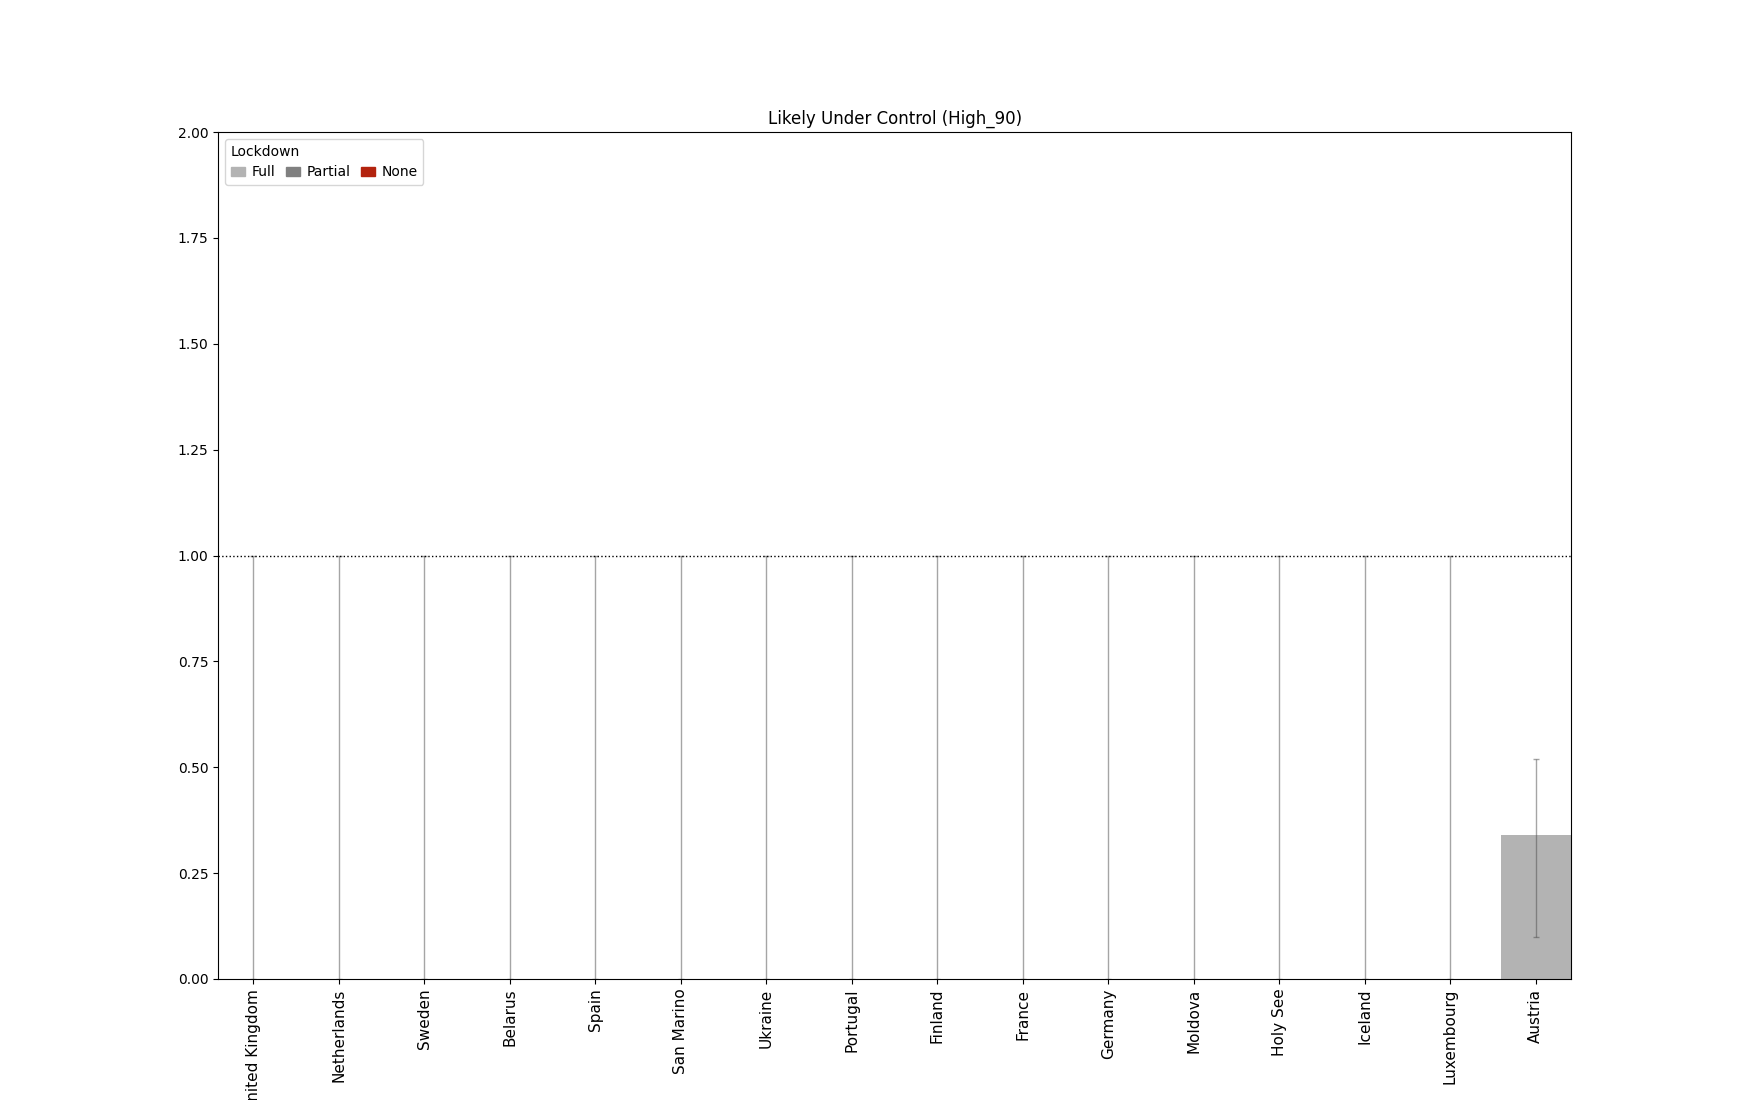 Likely Under Control (High_90)
Lockdown
Full Partial None
2.00
1.75
1.50
1.25
1.00
0.75
0.50
0.25
0.00
nited Kingdom
Netherlands
Sweden
Belarus
Spain
San Marino
Ukraine
Portugal
Finland
France
Germany
Moldova
Holy See
Iceland
Luxembourg
Austria